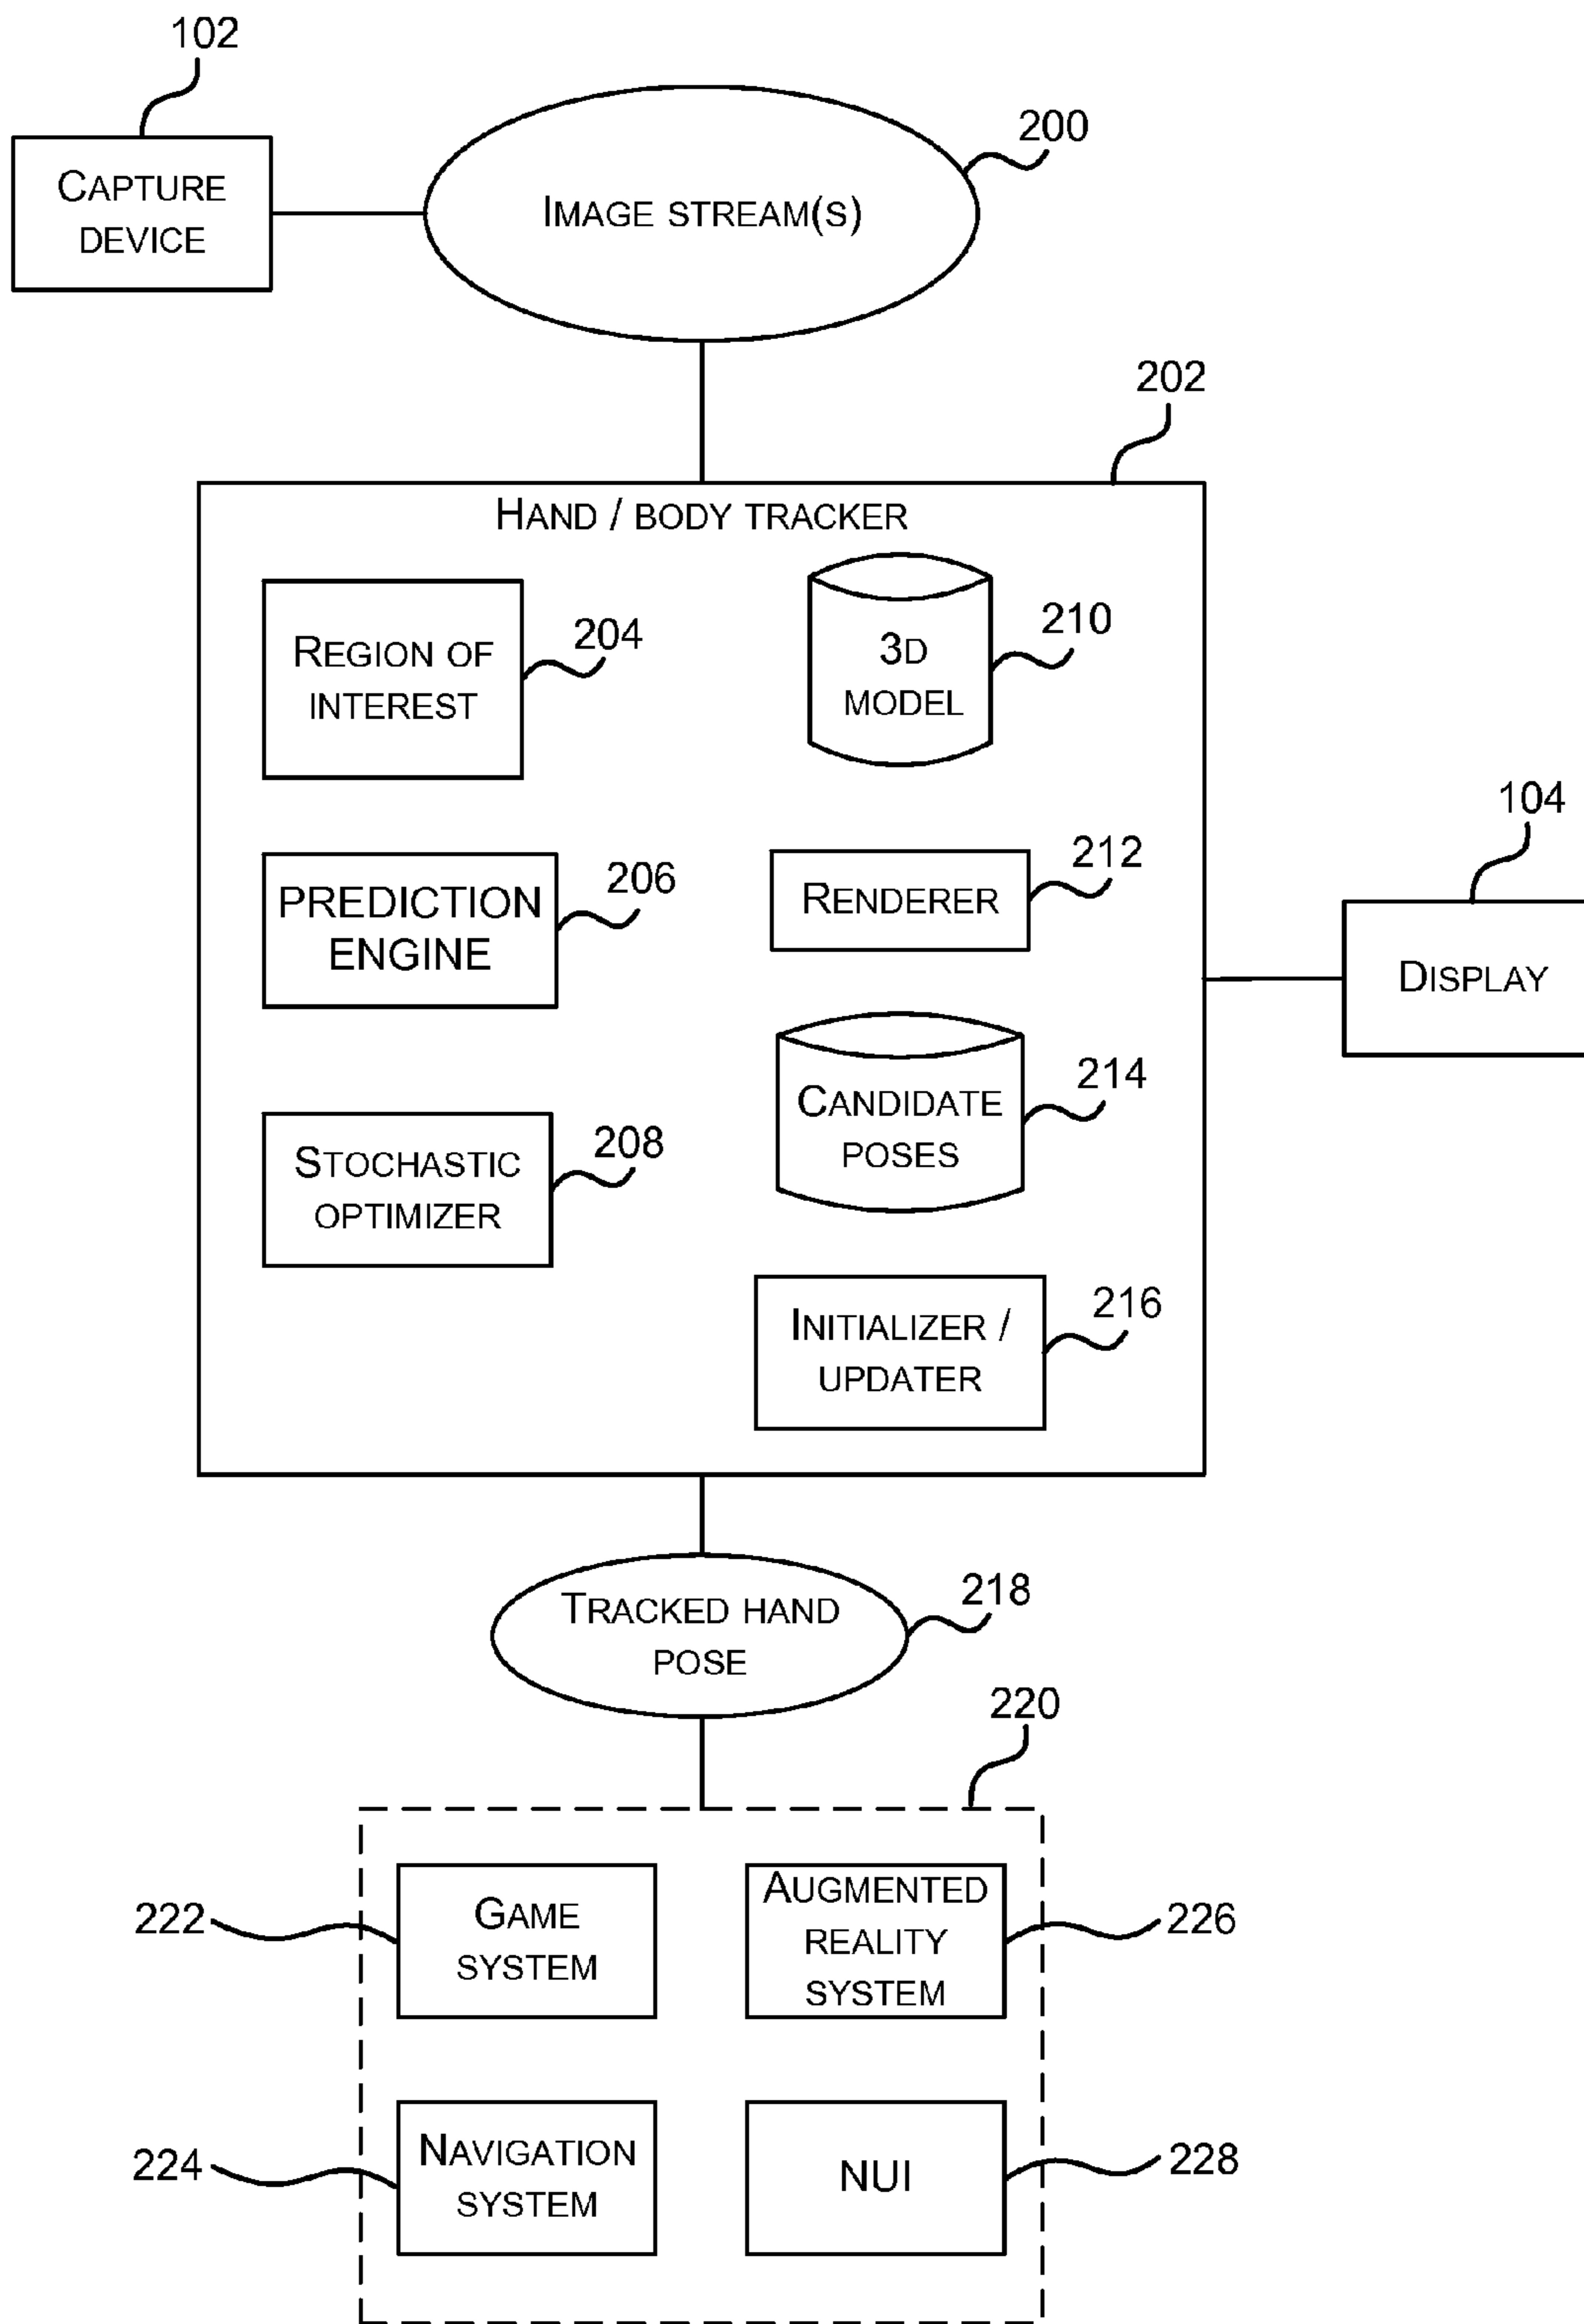 102
CAPTURE
DEVICE
200
IMAGE STREAM(S)
202
HAND / BODY TRACKER
REGION OF
INTEREST
204
3D
MODEL
210
104
PREDICTION
ENGINE
206
RENDERER
212
DISPLAY
STOCHASTIC
OPTIMIZER
208
CANDIDATE
POSES
214
INITIALIZER /
UPDATER
216
TRACKED HAND
POSE
218
220
222
GAME
SYSTEM
AUGMENTED
REALITY
SYSTEM
226
224
NAVIGATION
SYSTEM
NUI
228